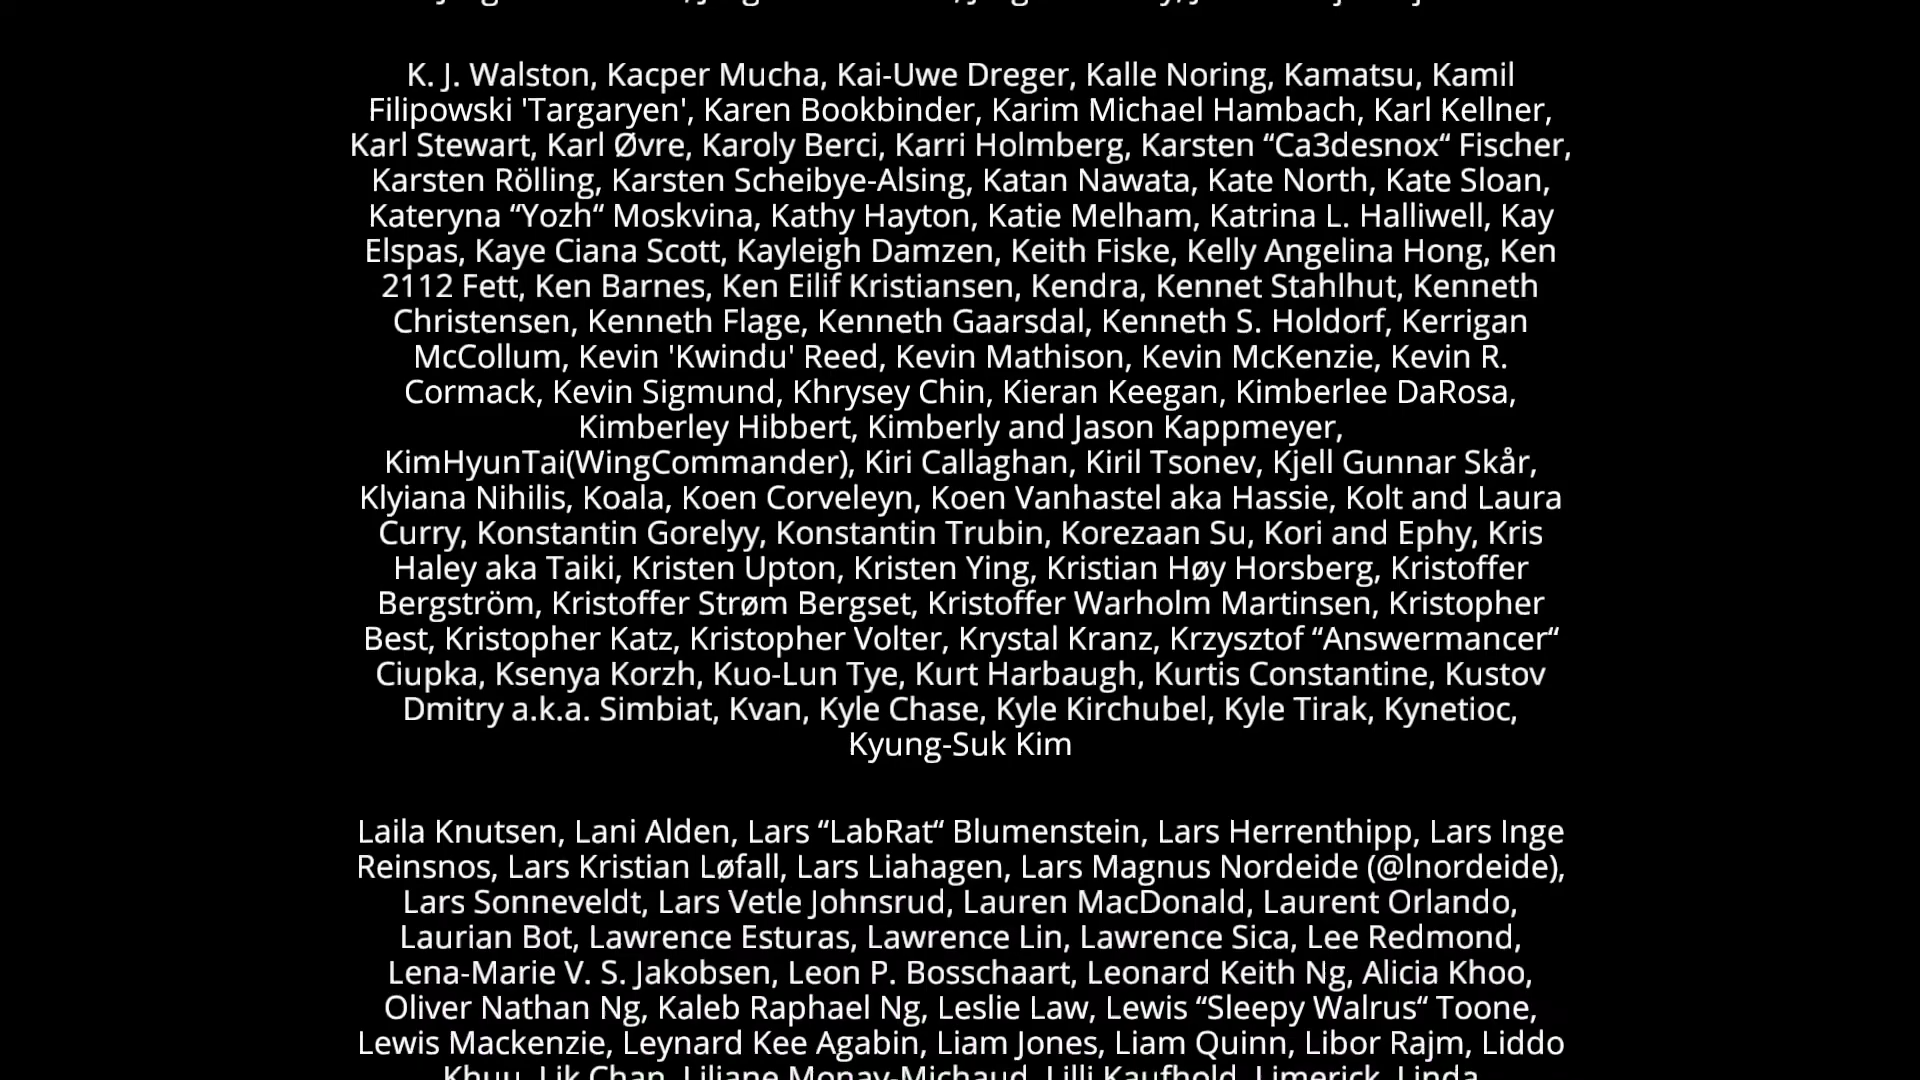 K. J. Walston, Kacper Mucha, Kai-Uwe Dreger, Kalle Noring, Kamatsu, Kamil
Filipowski 'Targaryen', Karen Bookbinder, Karim Michael Hambach, Karl Kellner,
Karl Stewart, Karl Øvre, Karoly Berci, Karri Holmberg, Karsten “Ca3desnox“ Fischer,
Karsten Rölling, Karsten Scheibye-Alsing, Katan Nawata, Kate North, Kate Sloan,
Kateryna “Yozh“ Moskvina, Kathy Hayton, Katie Melham, Katrina L. Halliwell, Kay
Elspas, Kaye Ciana Scott, Kayleigh Damzen, Keith Fiske, Kelly Angelina Hong, Ken
2112 Fett, Ken Barnes, Ken Eilif Kristiansen, Kendra, Kennet Stahlhut, Kenneth
Christensen, Kenneth Flage, Kenneth Gaarsdal, Kenneth S. Holdorf, Kerrigan
McCollum, Kevin 'Kwindu' Reed, Kevin Mathison, Kevin McKenzie, Kevin R.
Cormack, Kevin Sigmund, Khrysey Chin, Kieran Keegan, Kimberlee DaRosa,
Kimberley Hibbert, Kimberly and Jason Kappmeyer,
KimHyunTai(WingCommander), Kiri Callaghan, Kiril Tsonev, Kjell Gunnar Skår,
Klyiana Nihilis, Koala, Koen Corveleyn, Koen Vanhastel aka Hassie, Kolt and Laura
Curry, Konstantin Gorelyy, Konstantin Trubin, Korezaan Su, Kori and Ephy, Kris
Haley aka Taiki, Kristen Upton, Kristen Ying, Kristian Høy Horsberg, Kristoffer
Bergström, Kristoffer Strøm Bergset, Kristoffer Warholm Martinsen, Kristopher
Best, Kristopher Katz, Kristopher Volter, Krystal Kranz, Krzysztof “Answermancer“
Ciupka, Ksenya Korzh, Kuo-Lun Tye, Kurt Harbaugh, Kurtis Constantine, Kustov
Dmitry a.k.a. Simbiat, Kvan, Kyle Chase, Kyle Kirchubel, Kyle Tirak, Kynetioc,
Kyung-Suk Kim
Laila Knutsen, Lani Alden, Lars “LabRat“ Blumenstein, Lars Herrenthipp, Lars Inge
Reinsnos, Lars Kristian Løfall, Lars Liahagen, Lars Magnus Nordeide (@lnordeide),
Lars Sonneveldt, Lars Vetle Johnsrud, Lauren MacDonald, Laurent Orlando,
Laurian Bot, Lawrence Esturas, Lawrence Lin, Lawrence Sica, Lee Redmond,
Lena-Marie V. S. Jakobsen, Leon P. Bosschaart, Leonard Keith Ng, Alicia Khoo,
Oliver Nathan Ng, Kaleb Raphael Ng, Leslie Law, Lewis “Sleepy Walrus“ Toone,
Lewis Mackenzie, Leynard Kee Agabin, Liam Jones, Liam Quinn, Libor Rajm, Liddo
Khuu, Lik Chan, Liliane Monay-Michaud, Lilli Kaufhold, Limerick, Linda